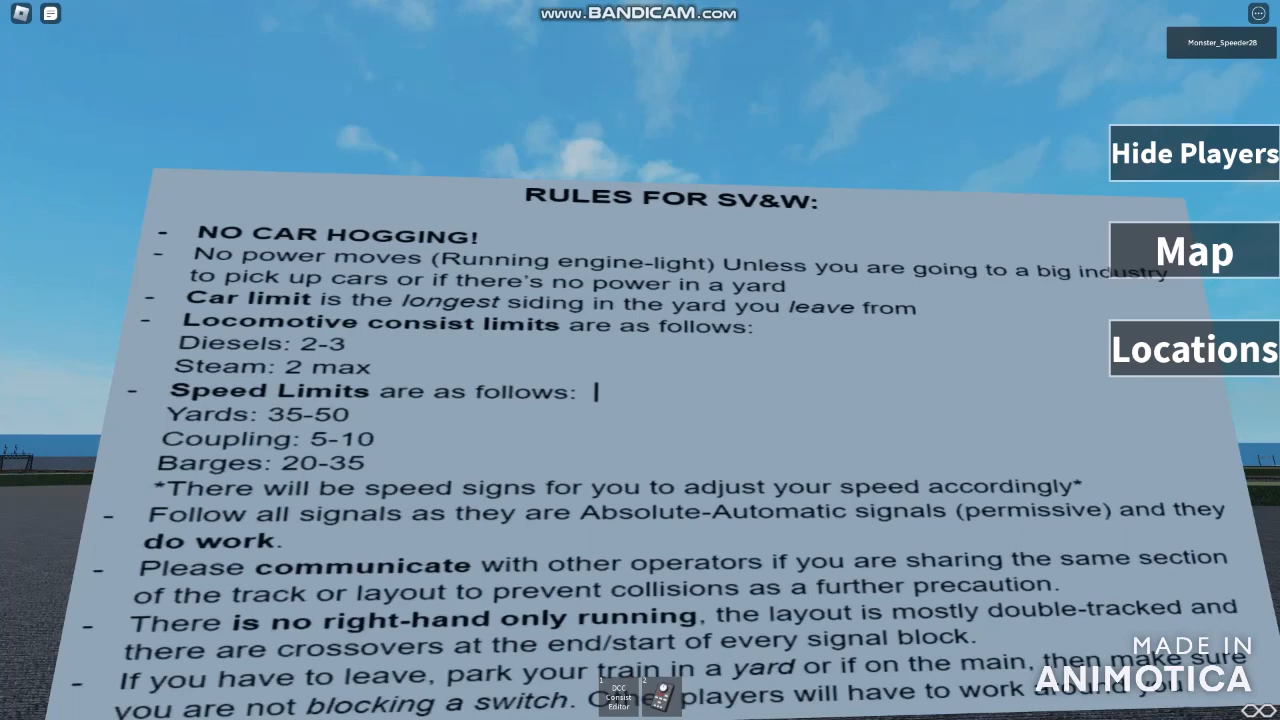 www.BANDICAM.com
Monster_Speeder28
Hide Players
Map
Locations
RULES FOR SV&W:
- NO CAR HOGGING!
- No power moves (Running engine-light) Unless you are going to a big industry
to pick up cars or if there's no power in a yard
- Car limit is the longest siding in the yard you leave from
- Locomotive consist limits are as follows:
Diesels: 2-3
Steam: 2 max
- Speed Limits are as follows: |
Yards: 35-50
Coupling: 5-10
Barges: 20-35
*There will be speed signs for you to adjust your speed accordingly*
- Follow all signals as they are Absolute-Automatic signals (permissive) and they
do work.
- Please communicate with other operators if you are sharing the same section
of the track or layout to prevent collisions as a further precaution.
- There is no right-hand only running, the layout is mostly double-tracked and
there are crossovers at the end/start of every signal block.
- If you have to leave, park your train in a yard or if on the main, then make sure
you are not blocking a switch. Other players will have to work around you
1
DCC
Consist
Editor
2
MADE IN
ANIMOTICA